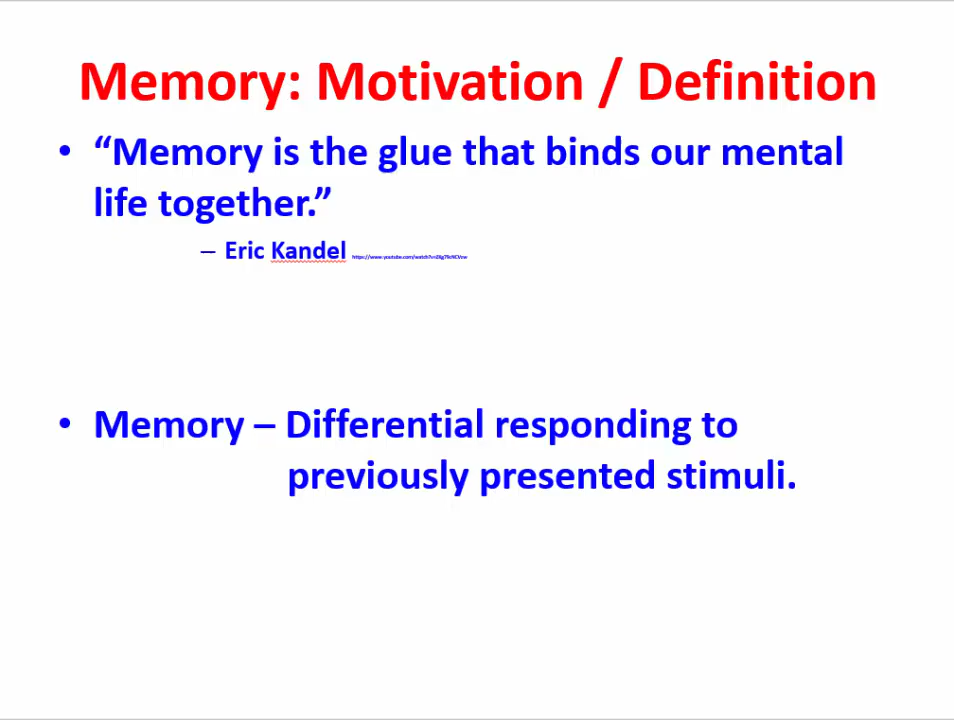 Memory: Motivation / Definition
• “Memory is the glue that binds our mental
life together.”
– Eric Kandel
• Memory – Differential responding to
previously presented stimuli.